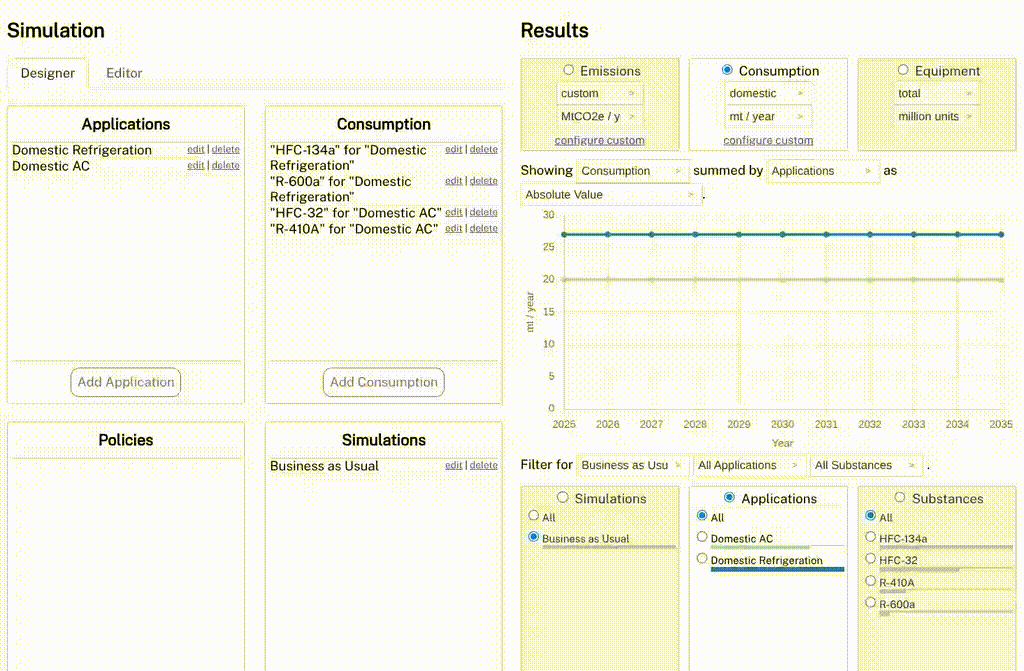 Simulation
Designer
Editor
Applications
Domestic Refrigeration edit | delete
Domestic AC edit | delete
Add Application
Consumption
"HFC-134a" for "Domestic edit | delete
Refrigeration"
"R-600a" for "Domestic edit | delete
Refrigeration"
"HFC-32" for "Domestic AC" edit | delete
"R-410A" for "Domestic AC" edit | delete
Add Consumption
Policies
Simulations
Business as Usual edit | delete
Results
Emissions
custom >
MtCO2e / y >
configure custom
Consumption
domestic >
mt / year >
configure custom
Equipment
total >
million units >
Showing Consumption > summed by Applications > as
Absolute Value > .
30
25
20
15
10
5
0
mt / year
2025 2026 2027 2028 2029 2030 2031 2032 2033 2034 2035
Year
Filter for Business as Usu > All Applications > All Substances > .
Simulations
All
Business as Usual
Applications
All
Domestic AC
Domestic Refrigeration
Substances
All
HFC-134a
HFC-32
R-410A
R-600a